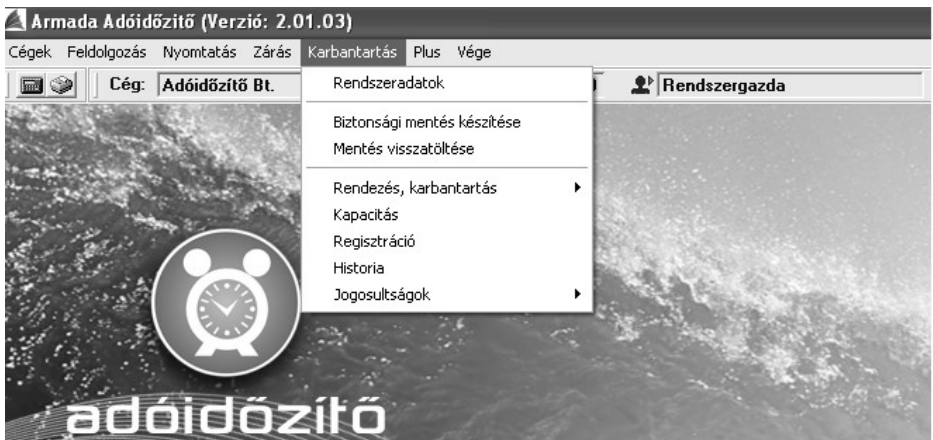 Armada Adóidőzitő (Verzió: 2.01.03)
Cégek Feldolgozás Nyomtatás Zárás Karbantartás Plus Vége
Cég: Adóidőzítő Bt. Rendszergazda
Rendszeradatok
Biztonsági mentés készítése
Mentés visszatöltése
Rendezés, karbantartás
Kapacitás
Regisztráció
Historia
Jogosultságok
adóidőzítő